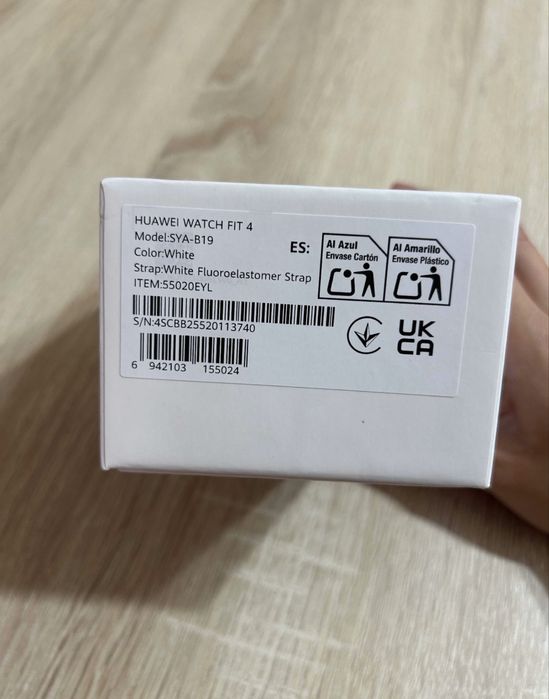 HUAWEI WATCH FIT 4
Model:SYA-B19
Color:White
Strap:White Fluoroelastomer Strap
ITEM:55020EYL
S/N:4SCBB25520113740
6 942103 155024
ES:
Al Azul
Envase Cartón
Al Amarillo
Envase Plástico
UK
CA